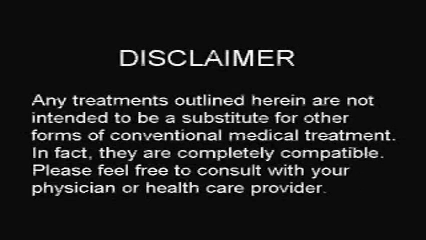 DISCLAIMER
Any treatments outlined herein are not
intended to be a substitute for other
forms of conventional medical treatment.
In fact, they are completely compatible.
Please feel free to consult with your
physician or health care provider.